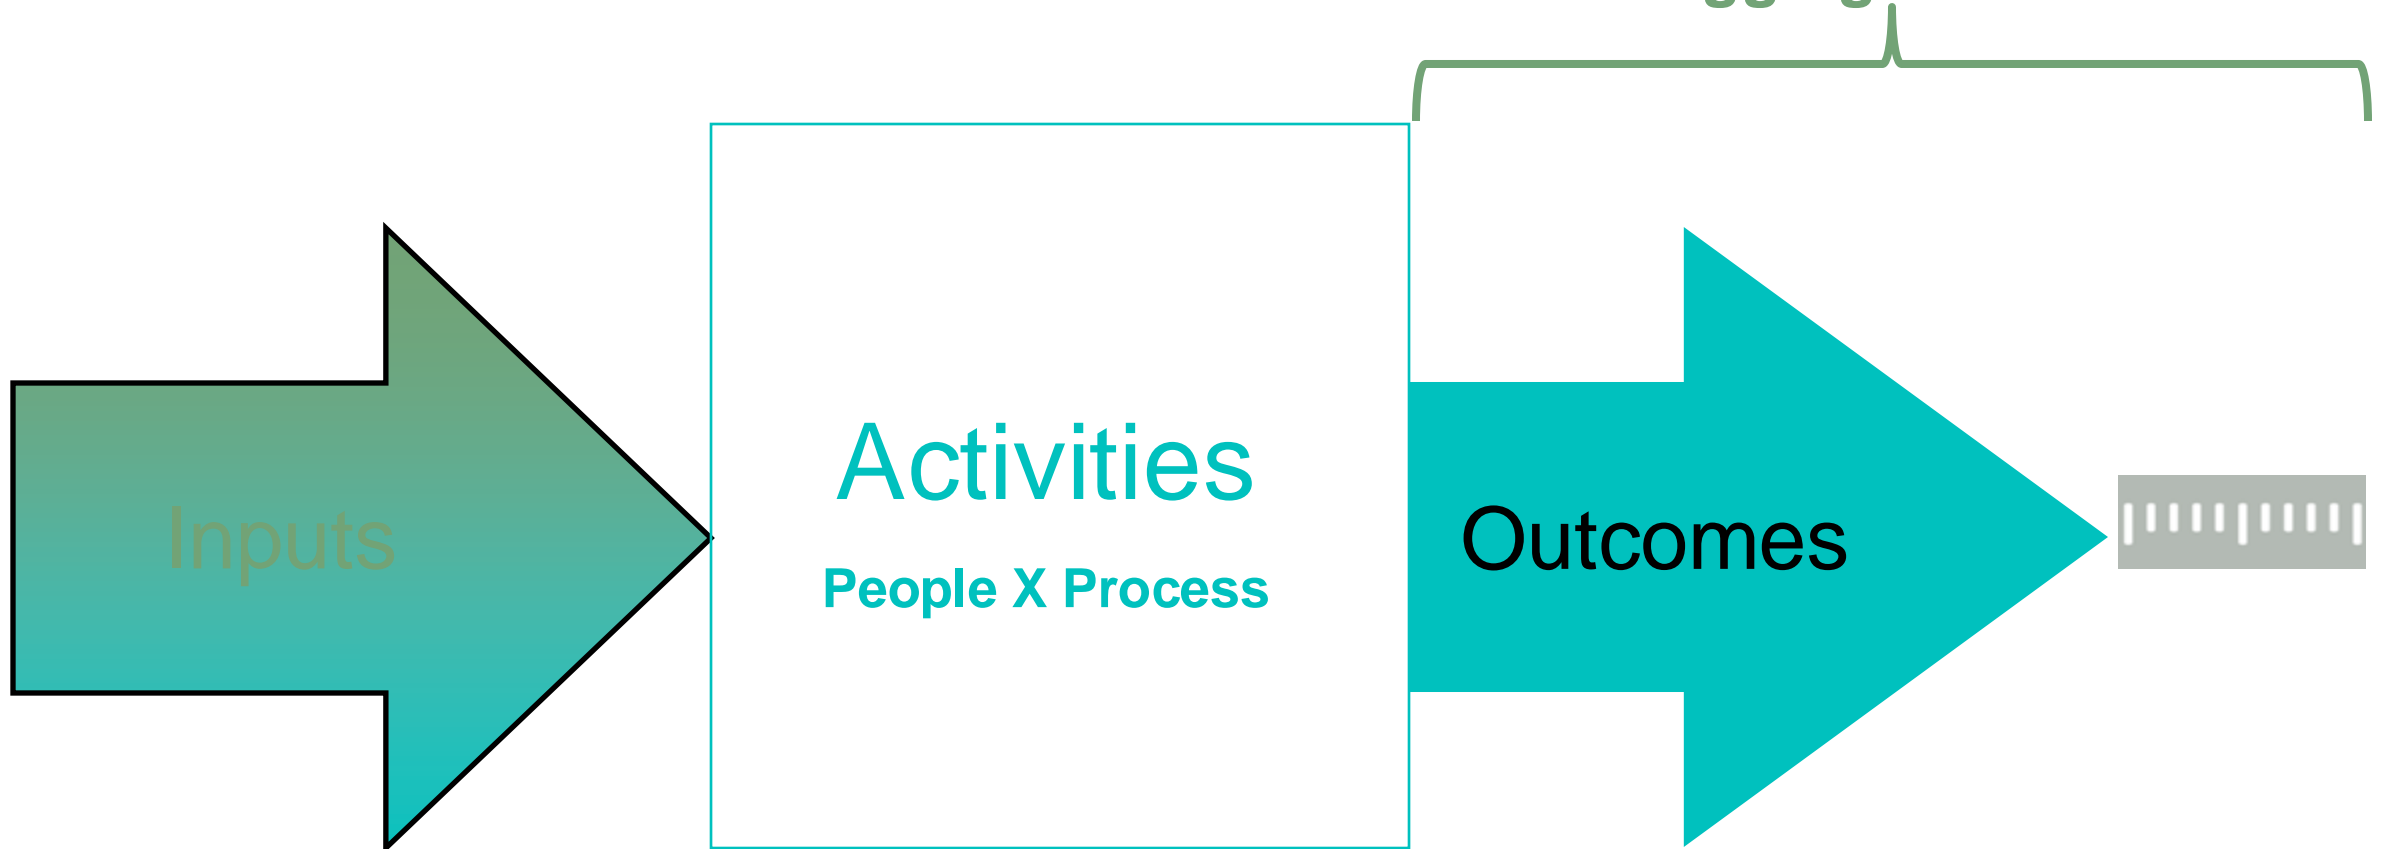 Inputs
Activities
People X Process
Outcomes